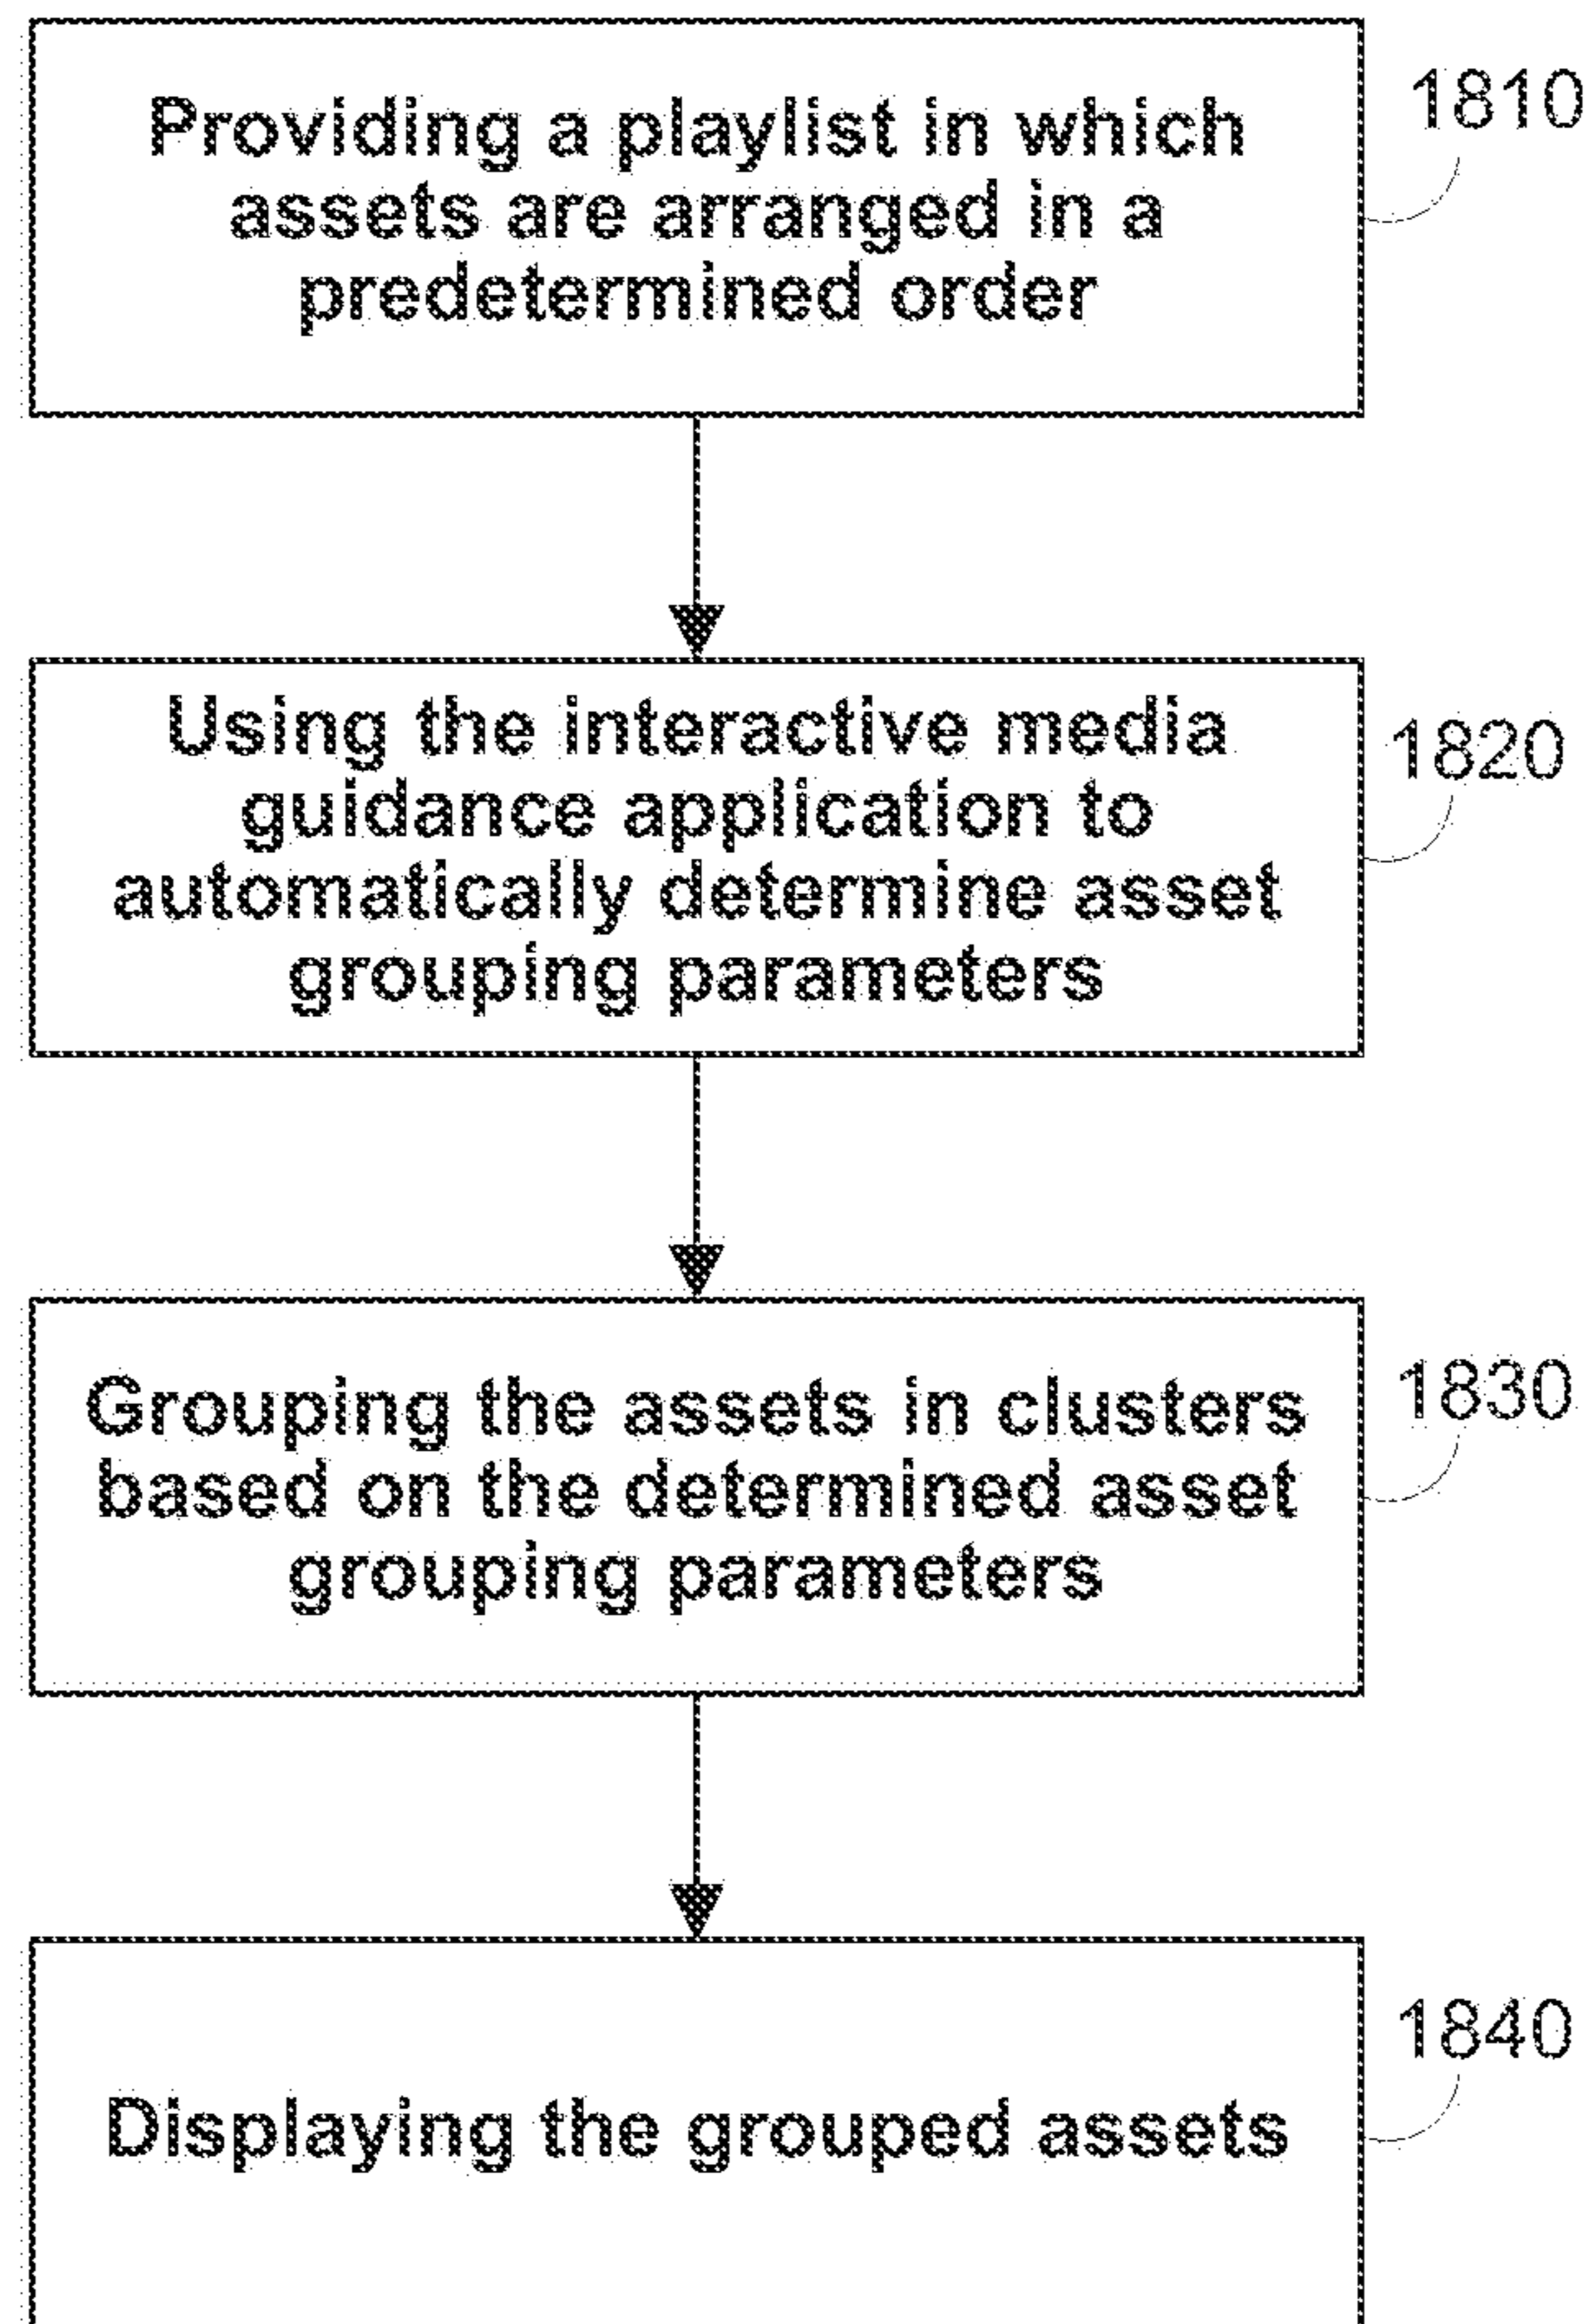 Providing a playlist in which
assets are arranged in a
predetermined order
1810
Using the interactive media
guidance application to
automatically determine asset
grouping parameters
1820
Grouping the assets in clusters
based on the determined asset
grouping parameters
1830
Displaying the grouped assets
1840